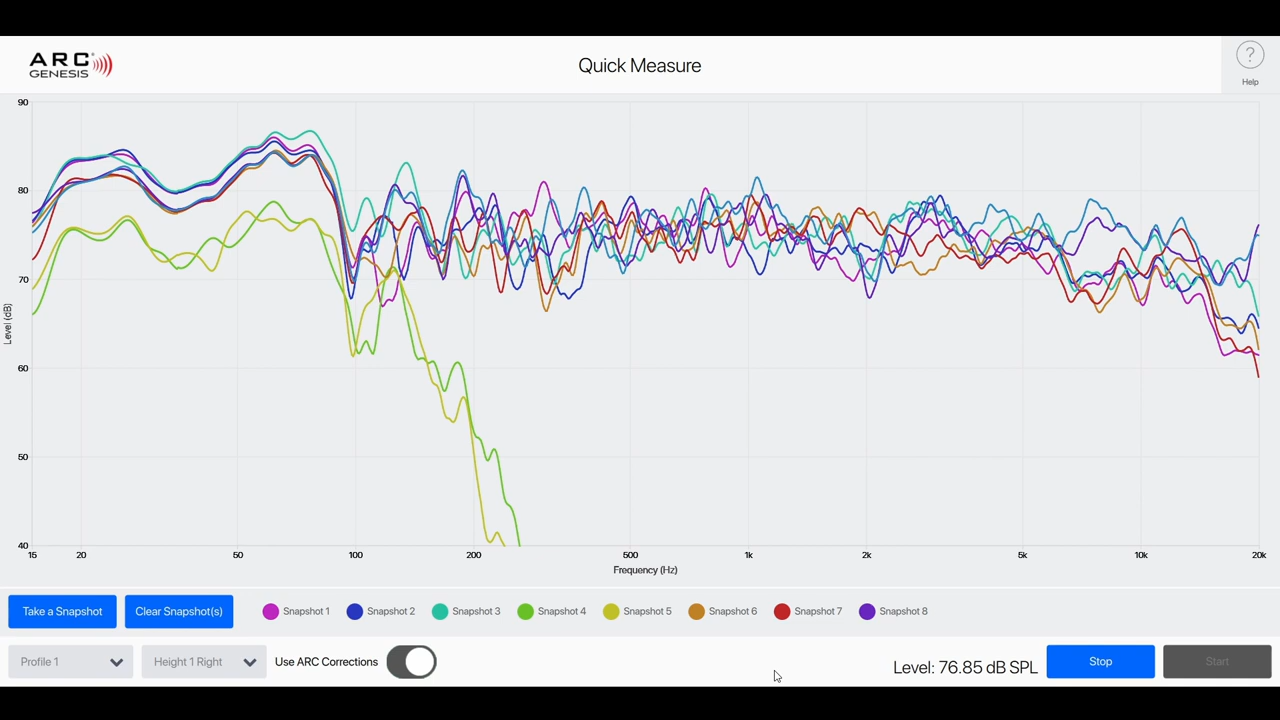 ARC
GENESIS
Quick Measure
?
Help
90
80
70
60
50
40
Level (dB)
15 20 50 100 200 500 1k 2k 5k 10k 20k
Frequency (Hz)
Take a Snapshot Clear Snapshot(s) Snapshot 1 Snapshot 2 Snapshot 3 Snapshot 4 Snapshot 5 Snapshot 6 Snapshot 7 Snapshot 8
Profile 1 Height 1 Right Use ARC Corrections Level: 76.85 dB SPL Stop Start